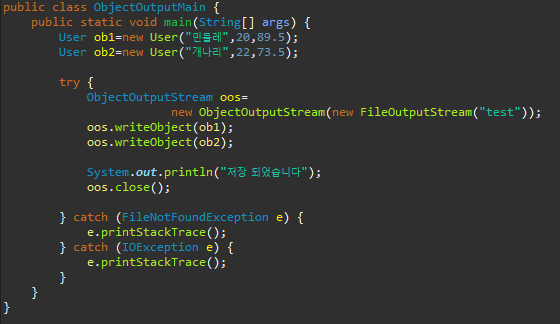 public class ObjectOutputMain {
public static void main(String[] args) {
User ob1=new User("민들레",20,89.5);
User ob2=new User("개나리",22,73.5);
try {
ObjectOutputStream oos=
new ObjectOutputStream(new FileOutputStream("test"));
oos.writeObject(ob1);
oos.writeObject(ob2);
System.out.println("저장 되었습니다");
oos.close();
} catch (FileNotFoundException e) {
e.printStackTrace();
} catch (IOException e) {
e.printStackTrace();
}
}
}